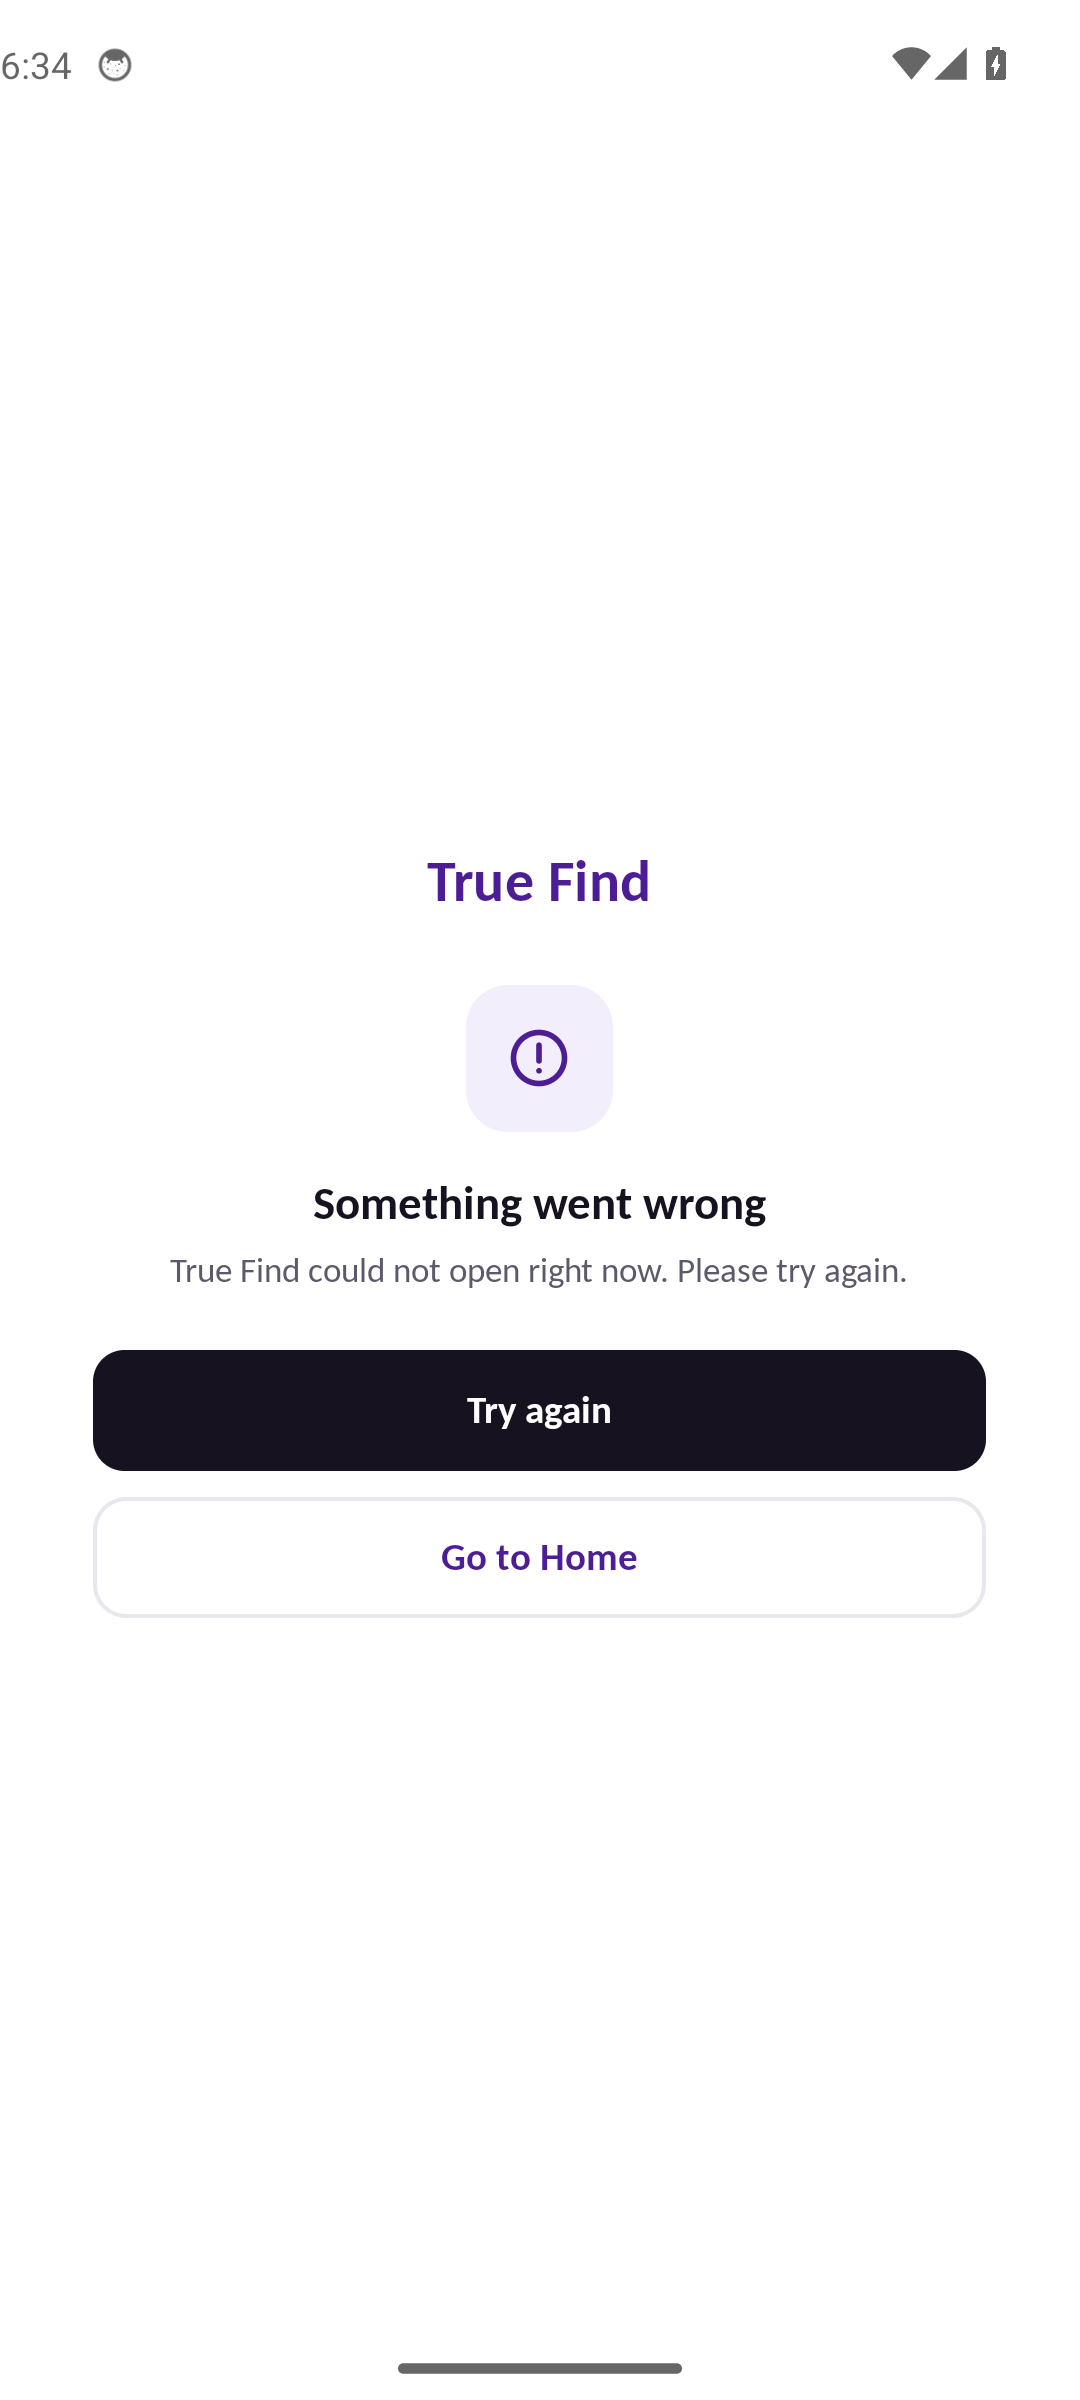 6:34
True Find
Something went wrong
True Find could not open right now. Please try again.
Try again
Go to Home